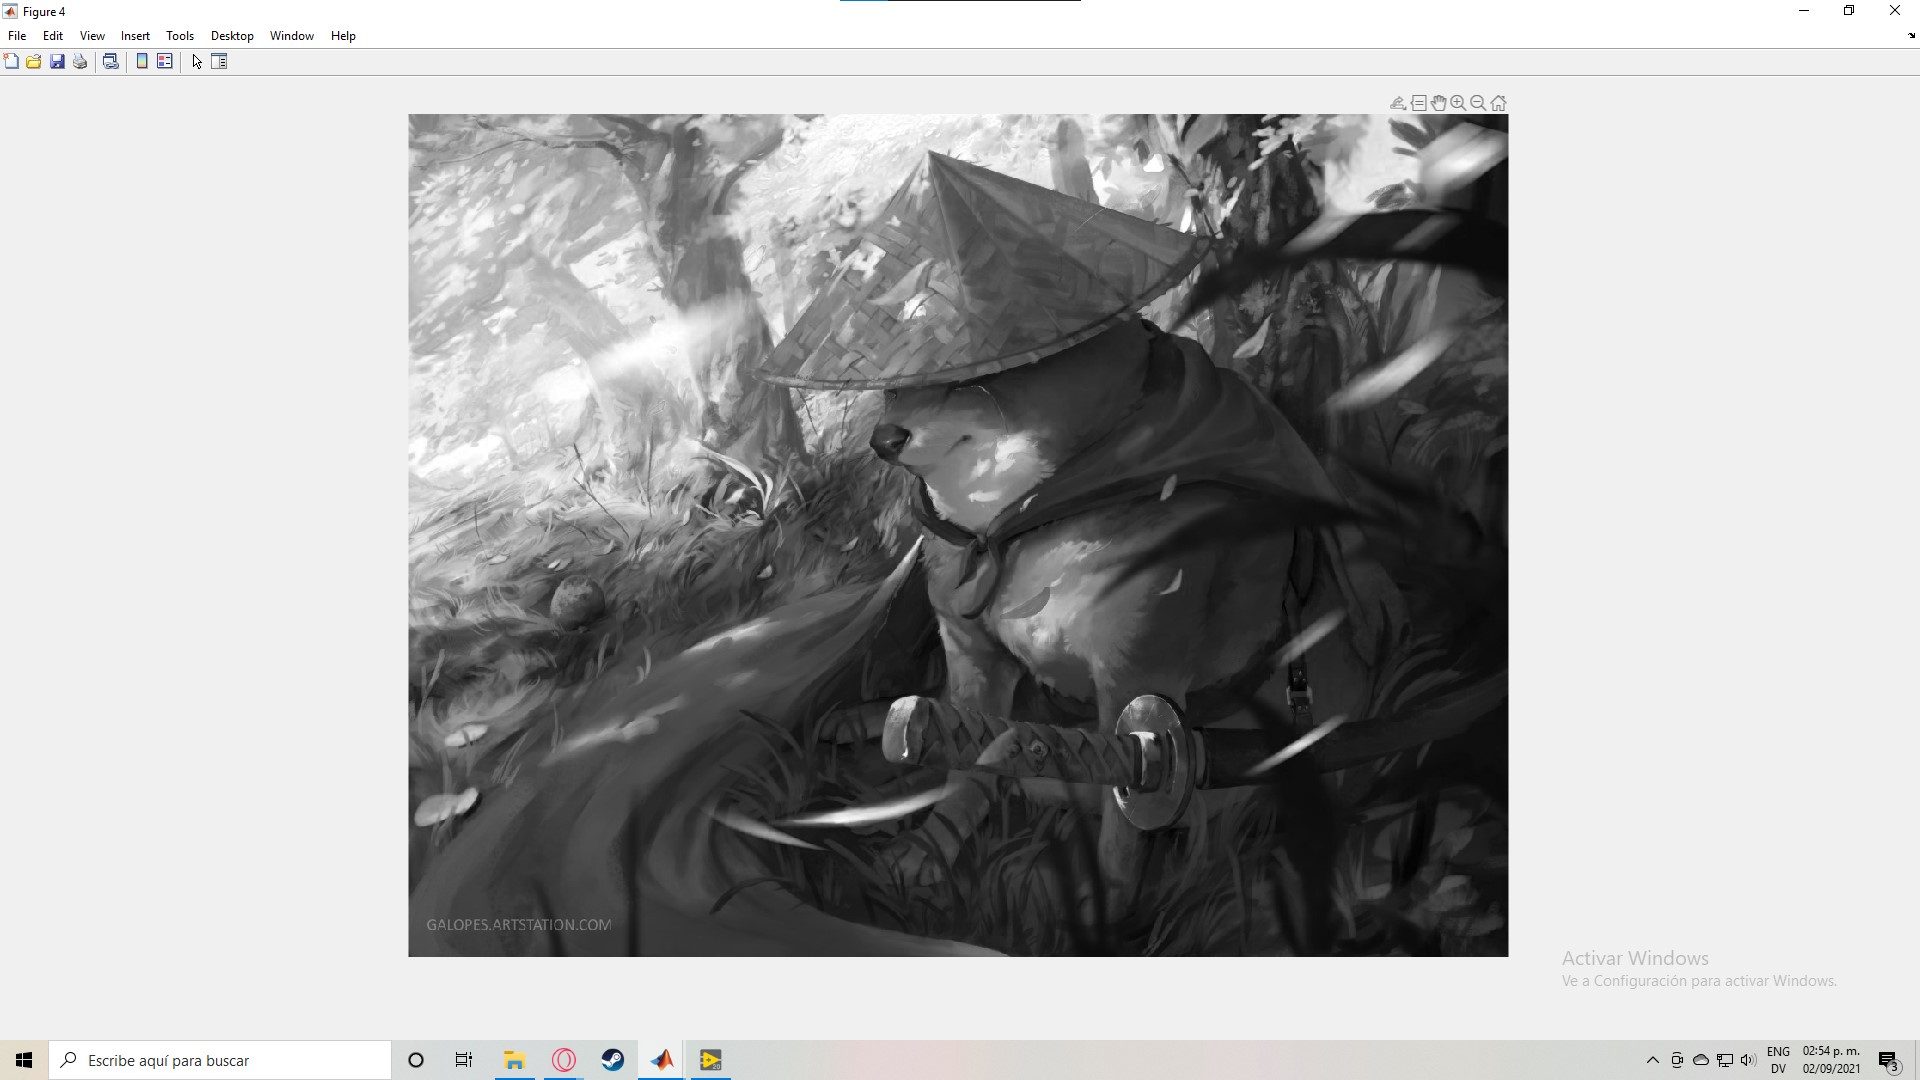 Figure 4
File Edit View Insert Tools Desktop Window Help
GALOPES.ARTSTATION.COM
Activar Windows
Ve a Configuración para activar Windows.
Escribe aquí para buscar
ENG 02:54 p. m.
DV 02/09/2021 3